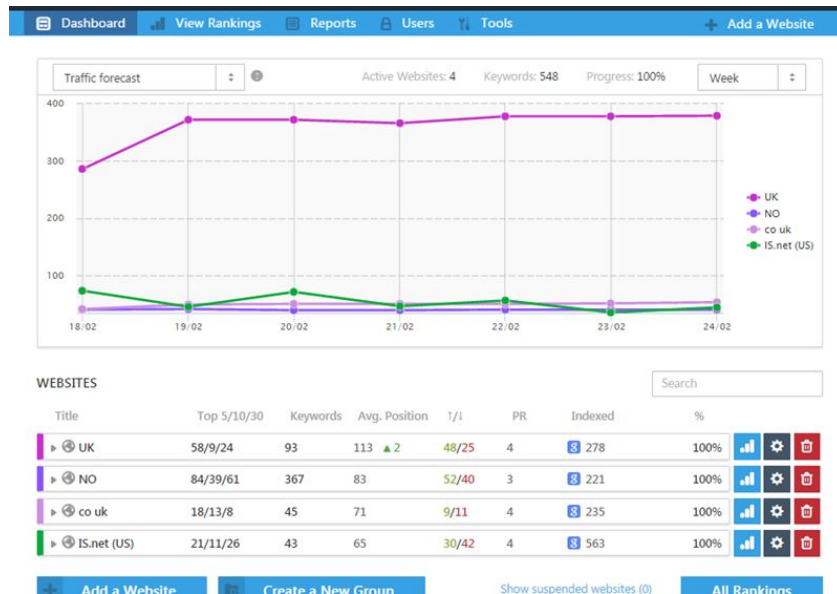 Dashboard View Rankings Reports Users Tools Add a Website
Traffic forecast Active Websites: 4 Keywords: 548 Progress: 100% Week
400
300
200
100
18/02 19/02 20/02 21/02 22/02 23/02 24/02
UK
NO
co uk
IS.net (US)
WEBSITES Search
Title Top 5/10/30 Keywords Avg. Position ↑/↓ PR Indexed %
UK 58/9/24 93 113 ▲ 2 48/25 4 8 278 100%
NO 84/39/61 367 83 52/40 3 8 221 100%
co uk 18/13/8 45 71 9/11 4 8 235 100%
IS.net (US) 21/11/26 43 65 30/42 4 8 563 100%
Add a Website Create a New Group Show suspended websites (0) All Rankings